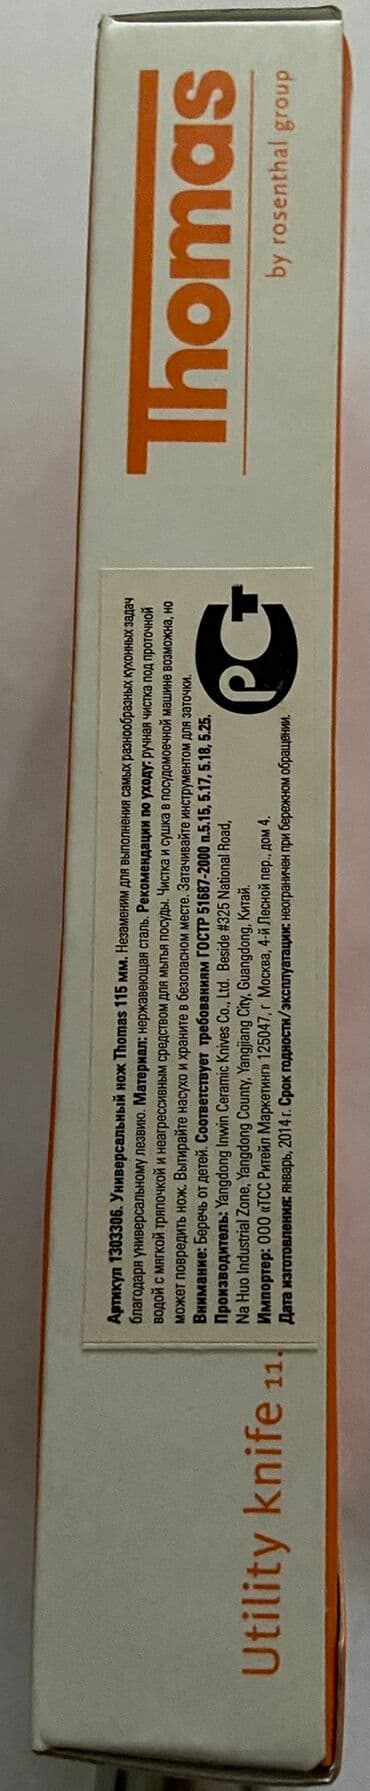 Thomas
by rosenthal group
Артикул 1303306. Универсальный нож Thomas 115 мм. Незаменим для выполнения самых разнообразных кухонных задач
благодаря универсальному лезвию. Материал: нержавеющая сталь. Рекомендации по уходу: ручная чистка под проточной
водой с мягкой тряпочкой и неагрессивным средством для мытья посуды. Чистка и сушка в посудомоечной машине возможна, но
может повредить нож. Вытирайте насухо и храните в безопасном месте. Затачивайте инструментом для заточки.
Внимание: Беречь от детей. Соответствует требованиям ГОСТР 51687-2000 п.5.15, 5.17, 5.18, 5.25.
Производитель: Yangdong Inwin Ceramic Knives Co., Ltd. Beside #325 National Road,
Na Huo Industrial Zone, Yangdong County, Yangjiang City, Guangdong, Китай.
Импортер: ООО «ТСС Ритейл Маркетинг» 125047, г Москва, 4-й Лесной пер., дом 4.
Дата изготовления: январь, 2014 г. Срок годности/эксплуатации: неограничен при бережном обращении.
РСТ
Utility knife 11.